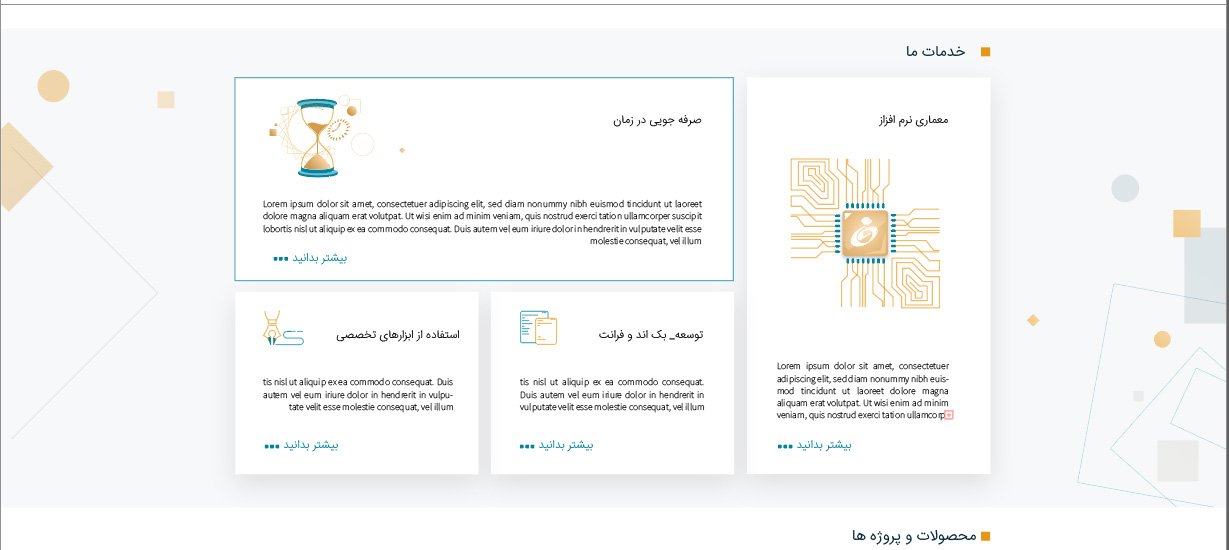 خدمات ما
معماری نرم افزاز
Lorem ipsum dolor sit amet, consectetuer
adipiscing elit, sed diam nonummy nibh euis-
mod tincidunt ut laoreet dolore magna
aliquam erat volutpat. Ut wisi enim ad minim
veniam, quis nostrud exerci tation ullamcorp
بیشتر بدانید
صرفه جویی در زمان
Lorem ipsum dolor sit amet, consectetuer adipiscing elit, sed diam nonummy nibh euismod tincidunt ut laoreet
dolore magna aliquam erat volutpat. Ut wisi enim ad minim veniam, quis nostrud exerci tation ullamcorper suscipit
lobortis nisl ut aliquip ex ea commodo consequat. Duis autem vel eum iriure dolor in hendrerit in vulputate velit esse
molestie consequat, vel illum
بیشتر بدانید
توسعه_ بک اند و فرانت
tis nisl ut aliquip ex ea commodo consequat.
Duis autem vel eum iriure dolor in hendrerit in
vulputate velit esse molestie consequat, vel illum
بیشتر بدانید
استفاده از ابزارهای تخصصی
tis nisl ut aliquip ex ea commodo consequat. Duis
autem vel eum iriure dolor in hendrerit in vulpu-
tate velit esse molestie consequat, vel illum
بیشتر بدانید
محصولات و پروژه ها